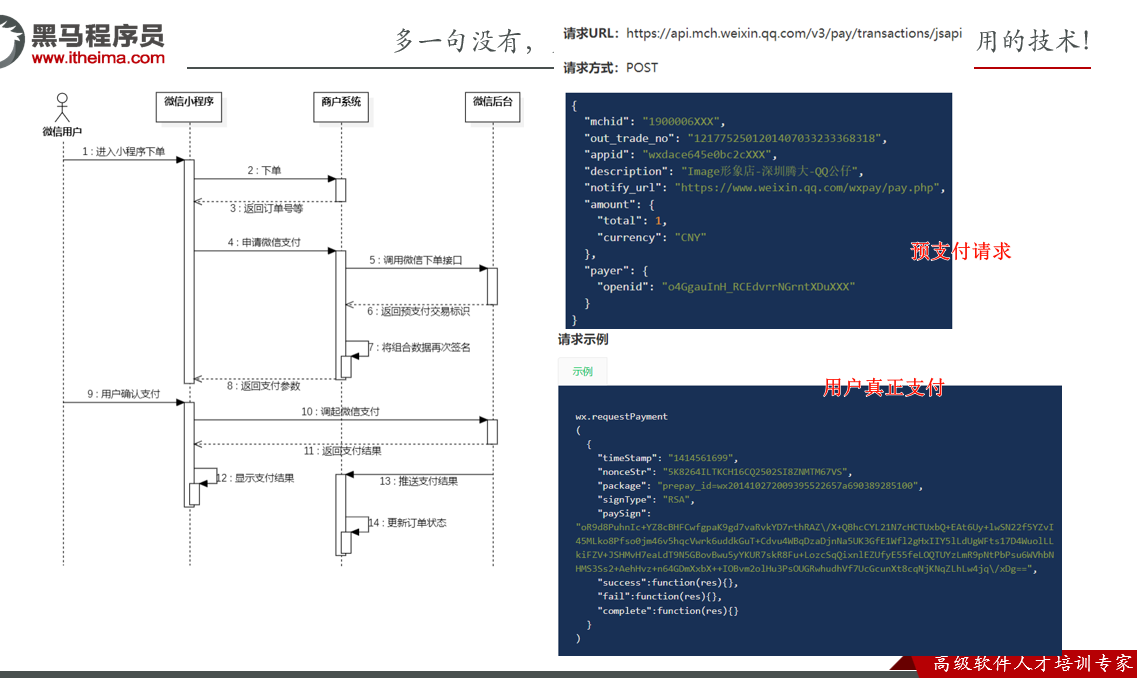 黑马程序员
www.itheima.com
多一句没有，
用的技术！
微信用户
微信小程序
商户系统
微信后台
1 : 进入小程序下单
2 : 下单
3 : 返回订单号等
4 : 申请微信支付
5 : 调用微信下单接口
6 : 返回预支付交易标识
7 : 将组合数据再次签名
8 : 返回支付参数
9 : 用户确认支付
10 : 调起微信支付
11 : 返回支付结果
12 : 显示支付结果
13 : 推送支付结果
14 : 更新订单状态
请求URL：https://api.mch.weixin.qq.com/v3/pay/transactions/jsapi
请求方式：POST
{
"mchid": "1900006XXX",
"out_trade_no": "1217752501201407033233368318",
"appid": "wxdace645e0bc2cXXX",
"description": "Image形象店-深圳腾大-QQ公仔",
"notify_url": "https://www.weixin.qq.com/wxpay/pay.php",
"amount": {
"total": 1,
"currency": "CNY"
},
"payer": {
"openid": "o4GgauInH_RCEdvrrNGrntXDuXXX"
}
}
预支付请求
请求示例
示例
用户真正支付
wx.requestPayment
(
{
"timeStamp": "1414561699",
"nonceStr": "5K8264ILTKCH16CQ2502SI8ZNMTM67VS",
"package": "prepay_id=wx201410272009395522657a690389285100",
"signType": "RSA",
"paySign":
"oR9d8PuhnIc+YZ8cBHFCwfgpaK9gd7vaRvkYD7rthRAZ\/X+QBhcCYL21N7cHCTUxbQ+EAt6Uy+lwSN22f5YZvI
45MLko8Pfso0jm46v5hqcVwrk6uddkGuT+Cdvu4WBqDzaDjnNa5UK3GfE1Wfl2gHxIIY5lLdUgWFts17D4WuolLL
kiFZV+JSHMvH7eaLdT9N5GBovBwu5yYKUR7skR8Fu+LozcSqQixnlEZUfyE55feLOQTUYzLmR9pNtPbPsu6WVhbN
HMS3Ss2+AehHvz+n64GDmXxbX++IOBvm2olHu3PsOUGRwhudhVf7UcGcunXt8cqNjKNqZLhLw4jq\/xDg==",
"success":function(res){},
"fail":function(res){},
"complete":function(res){}
}
)
高级软件人才培训专家